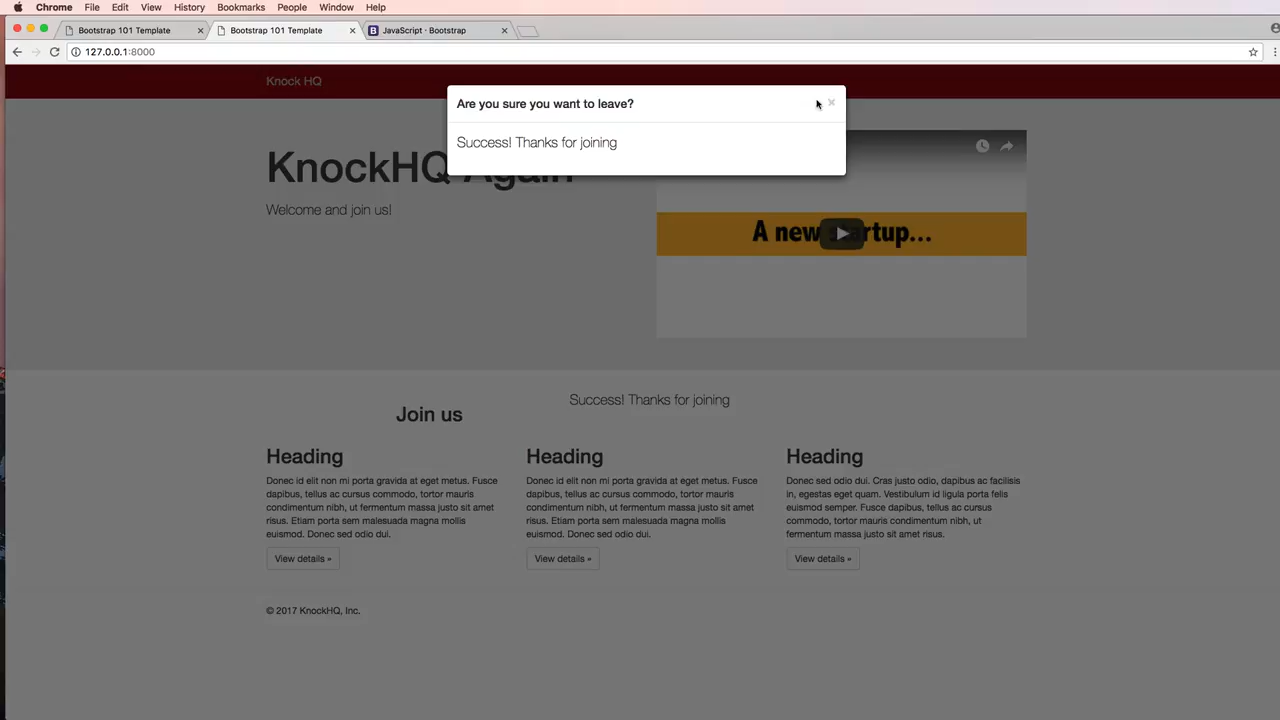 Chrome File Edit View History Bookmarks People Window Help
Bootstrap 101 Template Bootstrap 101 Template JavaScript · Bootstrap
127.0.0.1:8000
Knock HQ
Are you sure you want to leave? ×
Success! Thanks for joining
KnockHQ Again
Welcome and join us!
A new startup...
Success! Thanks for joining
Join us
Heading
Donec id elit non mi porta gravida at eget metus. Fusce
dapibus, tellus ac cursus commodo, tortor mauris
condimentum nibh, ut fermentum massa justo sit amet
risus. Etiam porta sem malesuada magna mollis
euismod. Donec sed odio dui.
View details »
Heading
Donec id elit non mi porta gravida at eget metus. Fusce
dapibus, tellus ac cursus commodo, tortor mauris
condimentum nibh, ut fermentum massa justo sit amet
risus. Etiam porta sem malesuada magna mollis
euismod. Donec sed odio dui.
View details »
Heading
Donec sed odio dui. Cras justo odio, dapibus ac facilisis
in, egestas eget quam. Vestibulum id ligula porta felis
euismod semper. Fusce dapibus, tellus ac cursus
commodo, tortor mauris condimentum nibh, ut
fermentum massa justo sit amet risus.
View details »
© 2017 KnockHQ, Inc.